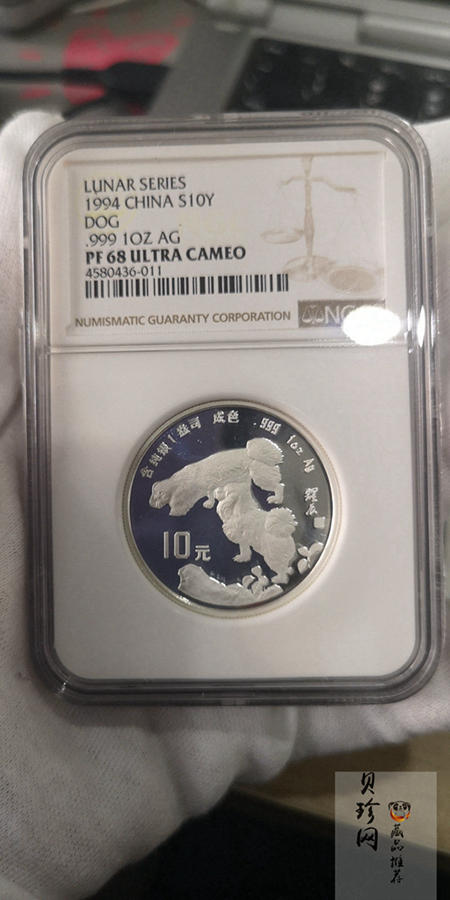 LUNAR SERIES
1994 CHINA S10Y
DOG
.999 1OZ AG
PF 68 ULTRA CAMEO
4580436-011
NUMISMATIC GUARANTY CORPORATION
NGC
含纯银1盎司 成色 .999 1oz Ag
耀辰
10元
贝珍网
藏品推荐